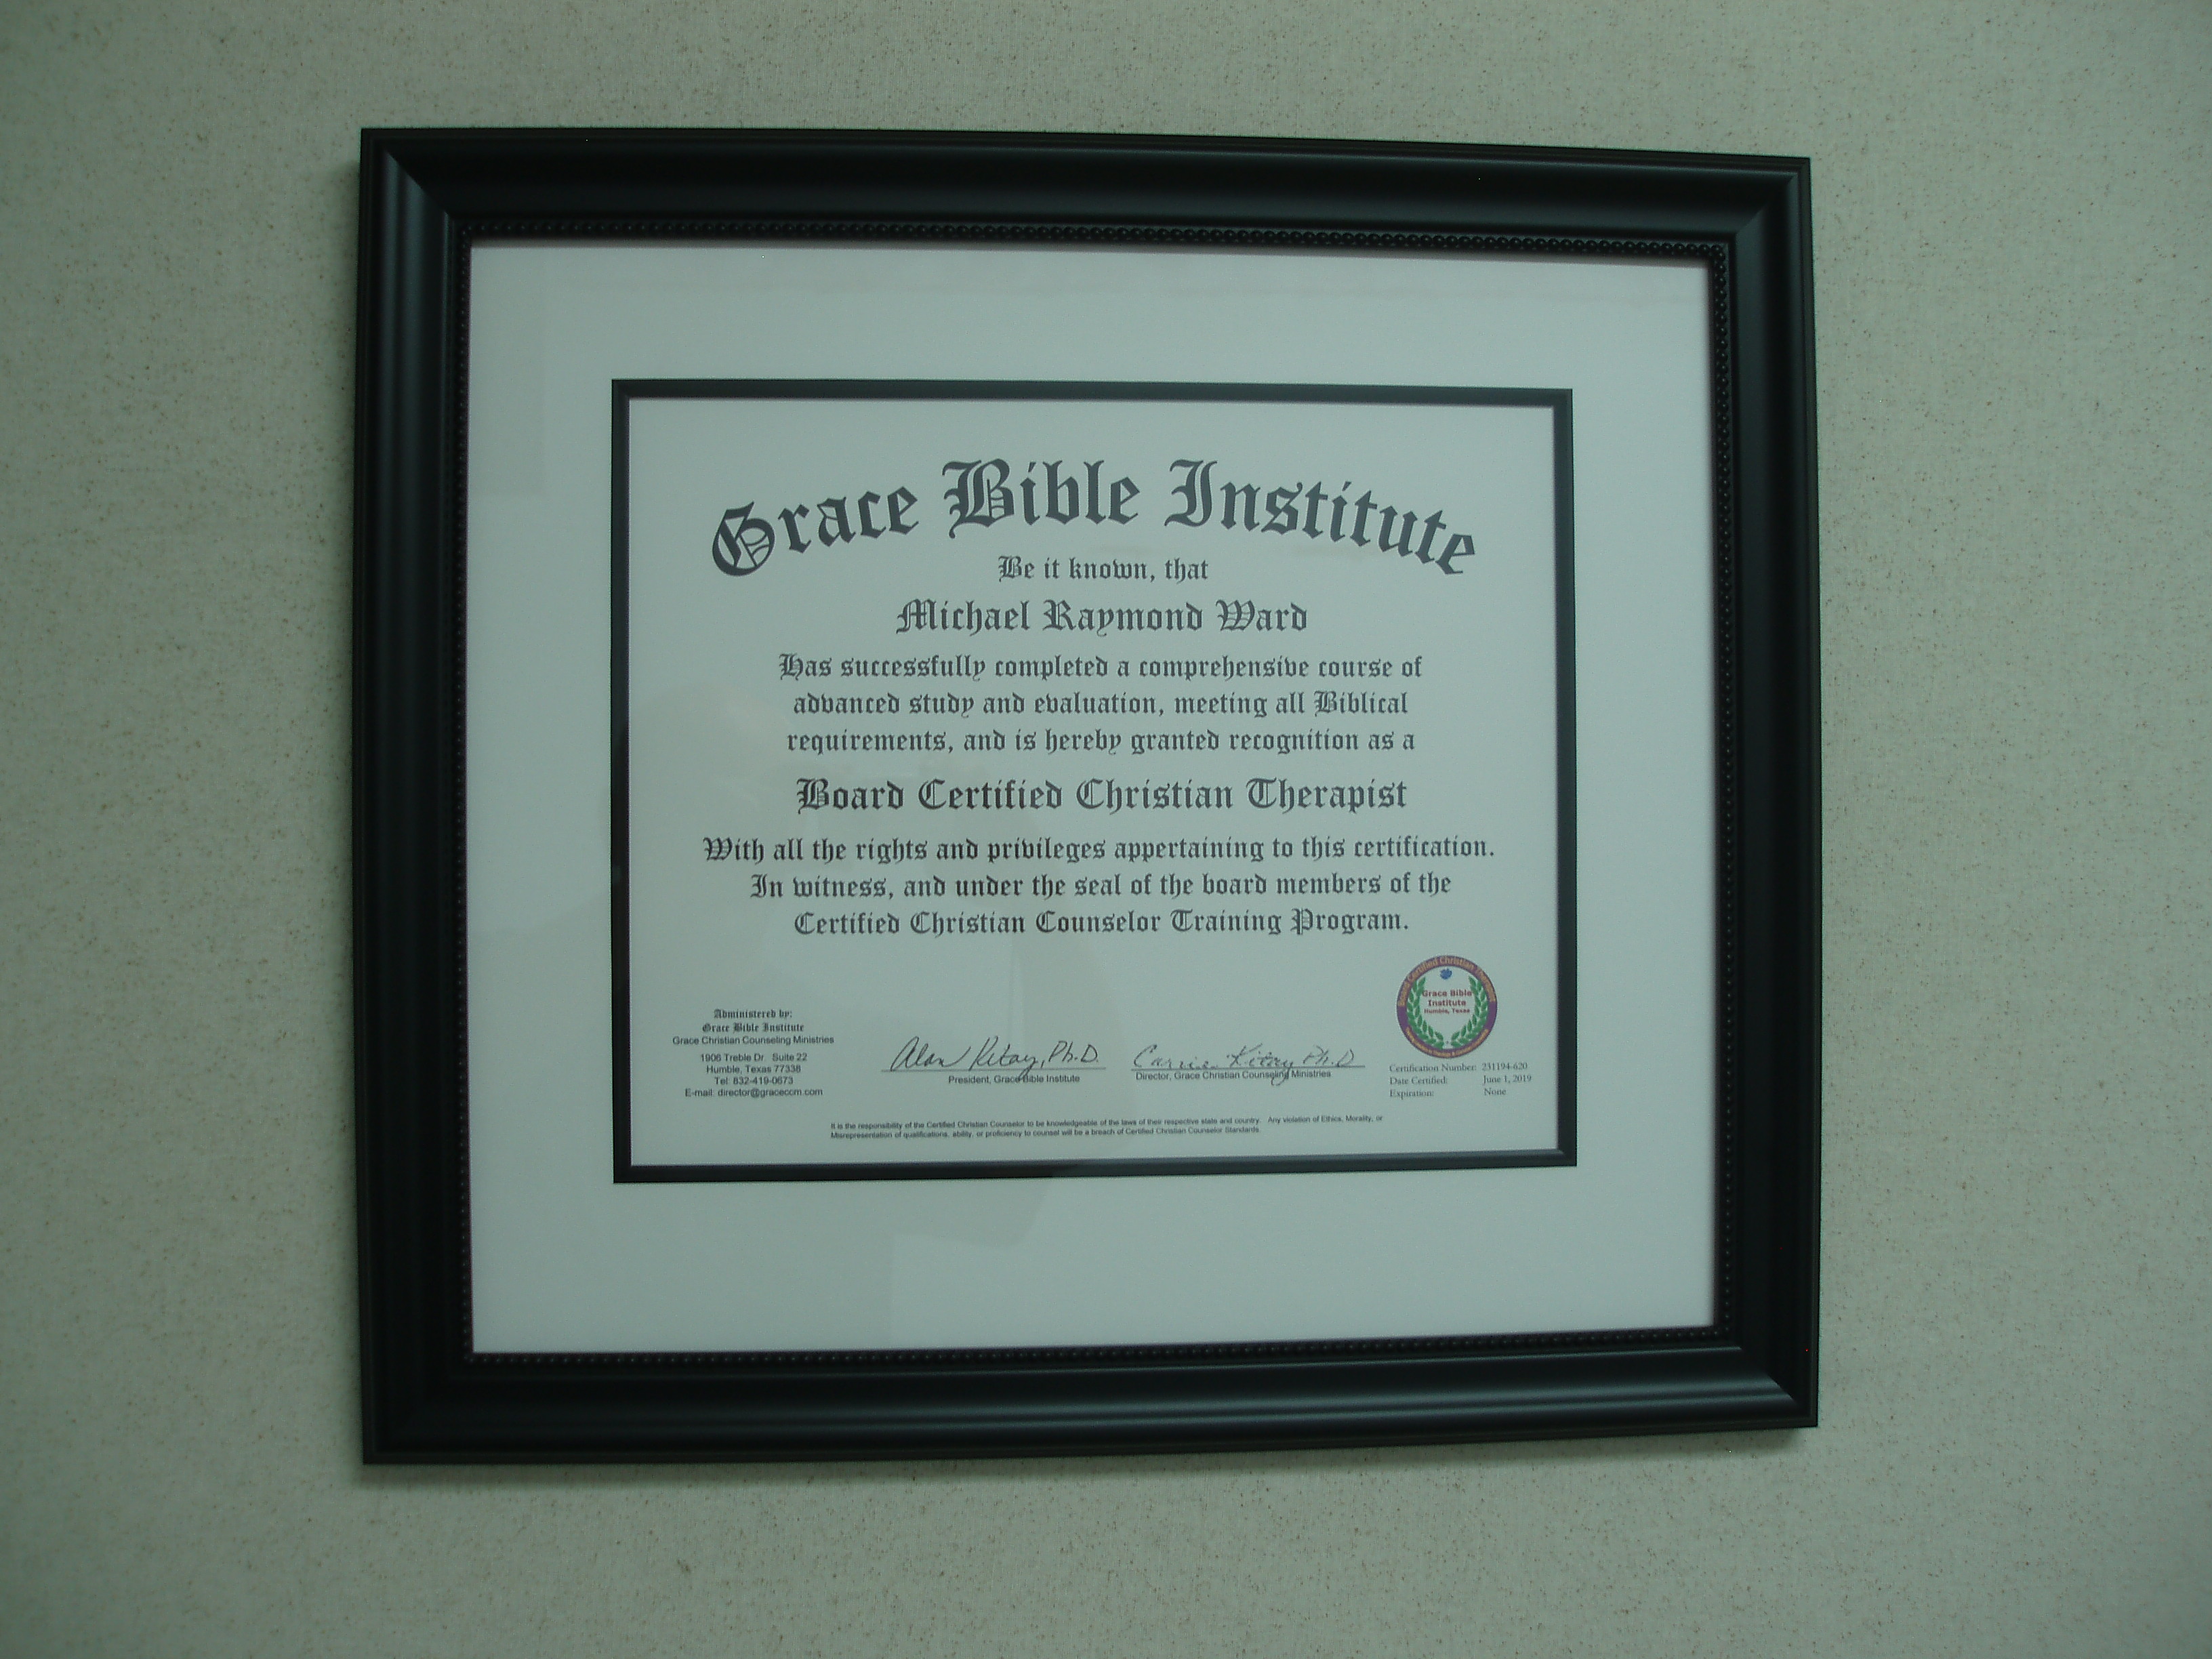 Grace Bible Institute
Be it known, that
Michael Raymond Ward
Has successfully completed a comprehensive course of
advanced study and evaluation, meeting all Biblical
requirements, and is hereby granted recognition as a
Board Certified Christian Therapist
With all the rights and privileges appertaining to this certification.
In witness, and under the seal of the board members of the
Certified Christian Counselor Training Program.
Administered by:
Grace Bible Institute
Grace Christian Counseling Ministries
1906 Treble Dr. Suite 22
Humble, Texas 77338
Tel: 832-419-0673
E-mail: director@graceccm.com
Alan Kitay, Ph.D.
President, Grace Bible Institute
Carrie Kitay Ph.D
Director, Grace Christian Counseling Ministries
Board Certified Christian Therapist
Grace Bible
Institute
Humble, Texas
Certification Number: 231194-620
Date Certified: June 1, 2019
Expiration: None
It is the responsibility of the Certified Christian Counselor to be knowledgeable of the laws of their respective state and country. Any violation of Ethics, Morality, or
Misrepresentation of qualifications, ability, or proficiency to counsel will be a breach of Certified Christian Counselor Standards.